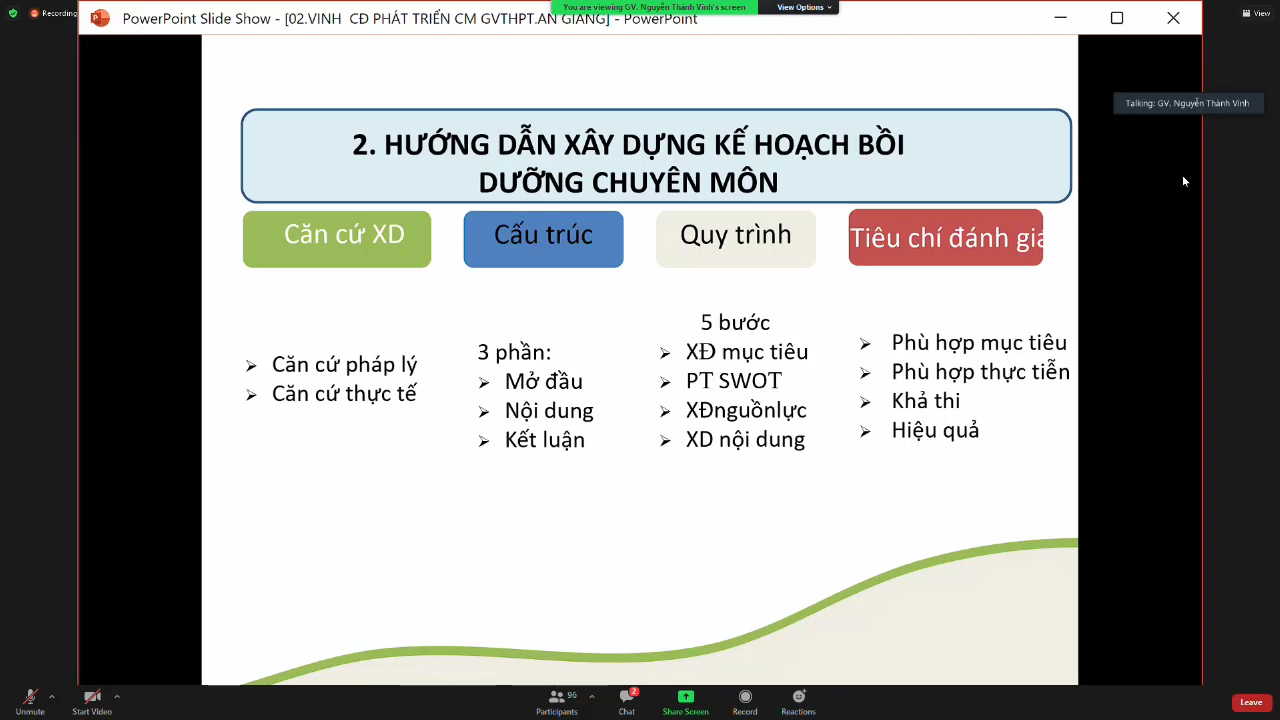 Recording
PowerPoint Slide Show - [02.VINH CĐ PHÁT TRIỂN CM GVTHPT.AN GIANG] - PowerPoint
You are viewing GV. Nguyễn Thành Vinh's screen
View Options
View
Talking: GV. Nguyễn Thành Vinh
2. HƯỚNG DẪN XÂY DỰNG KẾ HOẠCH BỒI
DƯỠNG CHUYÊN MÔN
Căn cứ XD
Cấu trúc
Quy trình
Tiêu chí đánh giá
Căn cứ pháp lý
Căn cứ thực tế
3 phần:
Mở đầu
Nội dung
Kết luận
5 bước
XĐ mục tiêu
PT SWOT
XĐnguồnlực
XD nội dung
Phù hợp mục tiêu
Phù hợp thực tiễn
Khả thi
Hiệu quả
Unmute
Start Video
96
Participants
2
Chat
Share Screen
Record
Reactions
Leave